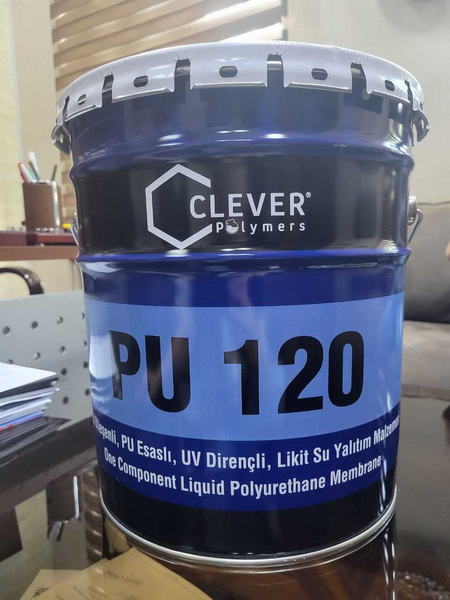 CLEVER®
Polymers
PU 120
PU Esaslı, UV Dirençli, Likit Su Yalıtım
One Component Liquid Polyurethane Membrane